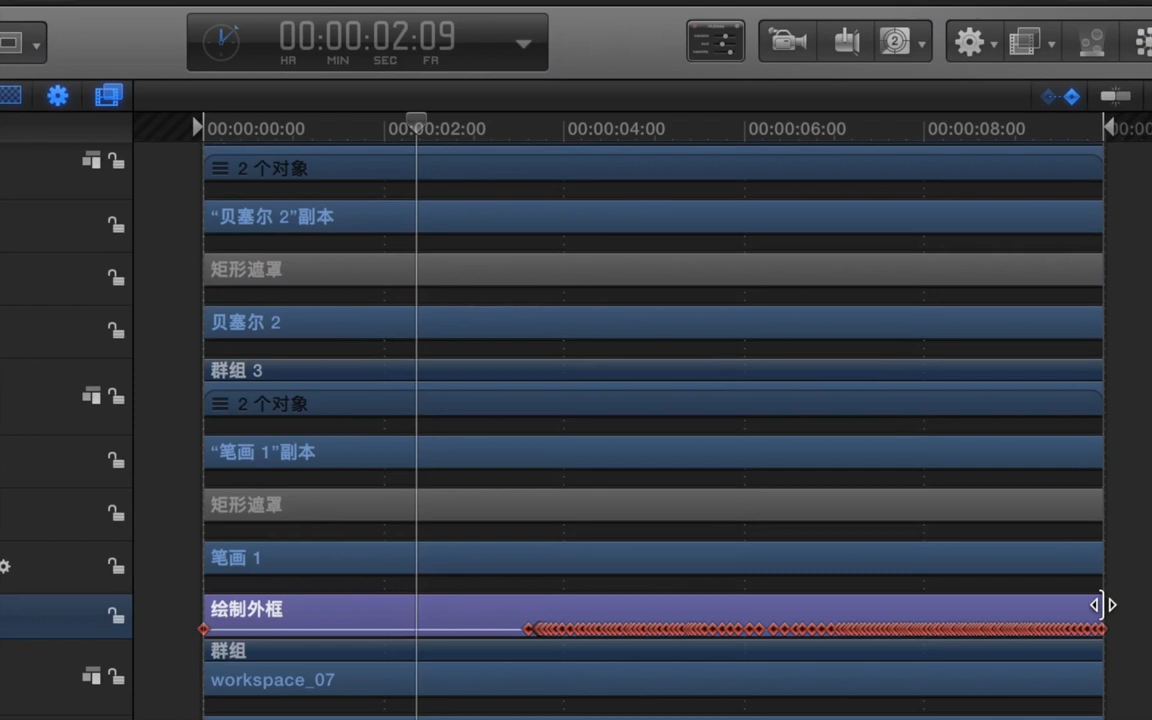 00:00:02:09
HR MIN SEC FR
2
00:00:00:00 00:00:02:00 00:00:04:00 00:00:06:00 00:00:08:00
2 个对象
“贝塞尔 2”副本
矩形遮罩
贝塞尔 2
群组 3
2 个对象
“笔画 1”副本
矩形遮罩
笔画 1
绘制外框
群组
workspace_07